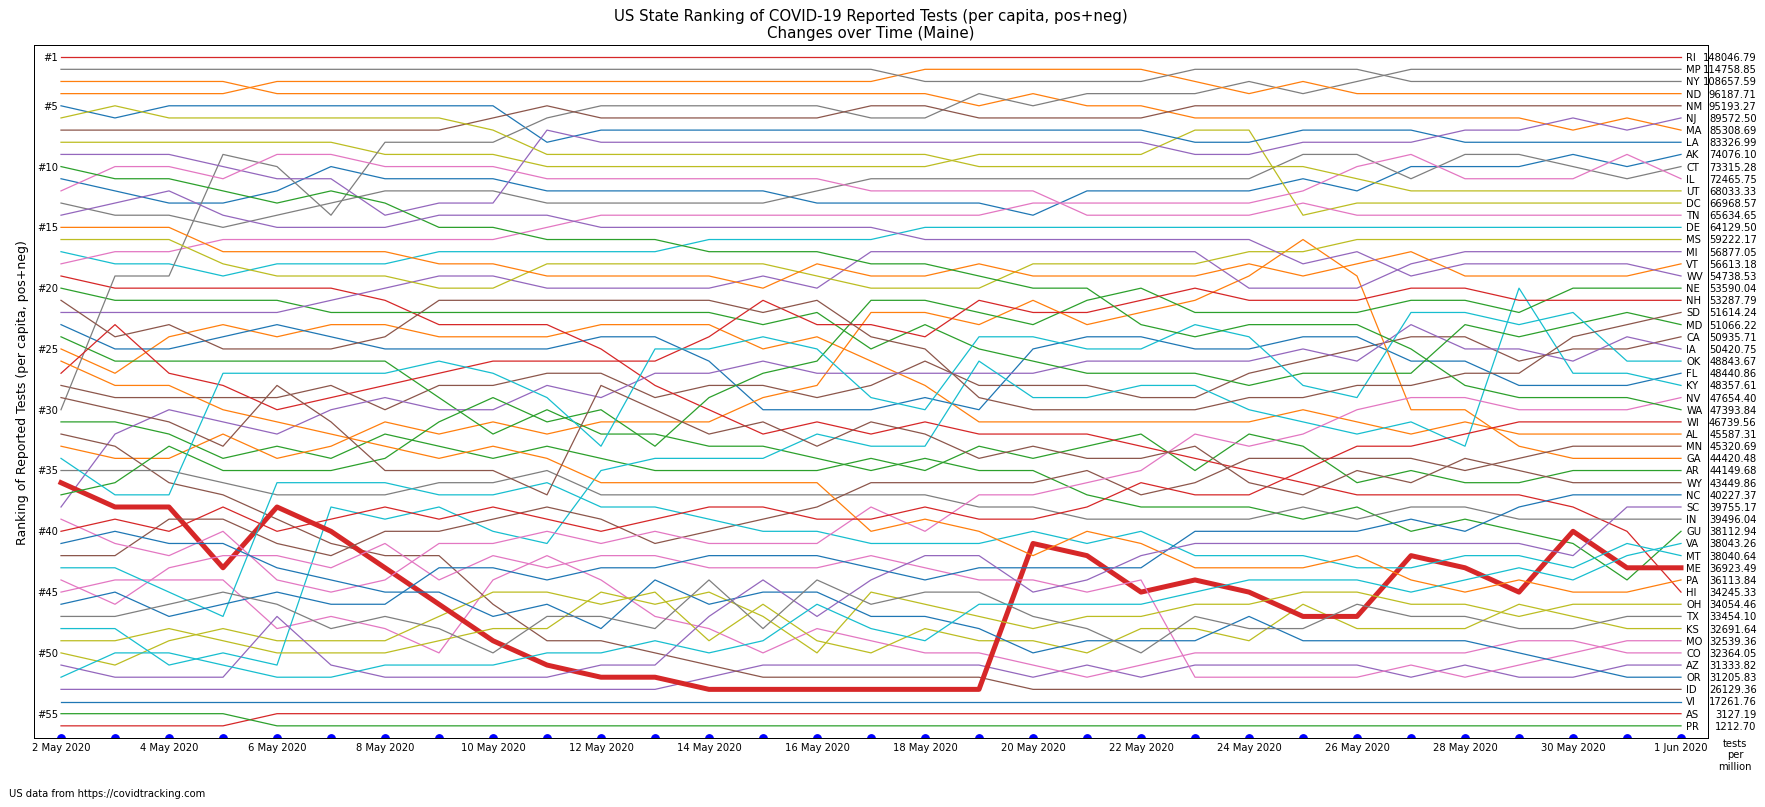 US State Ranking of COVID-19 Reported Tests (per capita, pos+neg)
Changes over Time (Maine)
Ranking of Reported Tests (per capita, pos+neg)
#1
#5
#10
#15
#20
#25
#30
#35
#40
#45
#50
#55
RI 148046.79
MP 114758.85
NY 108657.59
ND 96187.71
NM 95193.27
NJ 89572.50
MA 85308.69
LA 83326.99
AK 74076.10
CT 73315.28
IL 72465.75
UT 68033.33
DC 66968.57
TN 65634.65
DE 64129.50
MS 59222.17
MI 56877.05
VT 56613.18
WV 54738.53
NE 53590.04
NH 53287.79
SD 51614.24
MD 51066.22
CA 50935.71
IA 50420.75
OK 48843.67
FL 48440.86
KY 48357.61
NV 47654.40
WA 47393.84
WI 46739.56
AL 45587.31
MN 45320.69
GA 44420.48
AR 44149.68
WY 43449.86
NC 40227.37
SC 39755.17
IN 39496.04
GU 38112.94
VA 38043.26
MT 38040.64
ME 36923.49
PA 36113.84
HI 34245.33
OH 34054.46
TX 33454.10
KS 32691.64
MO 32539.36
CO 32364.05
AZ 31333.82
OR 31205.83
ID 26129.36
VI 17261.76
AS 3127.19
PR 1212.70
2 May 2020
4 May 2020
6 May 2020
8 May 2020
10 May 2020
12 May 2020
14 May 2020
16 May 2020
18 May 2020
20 May 2020
22 May 2020
24 May 2020
26 May 2020
28 May 2020
30 May 2020
1 Jun 2020
tests
per
million
US data from https://covidtracking.com